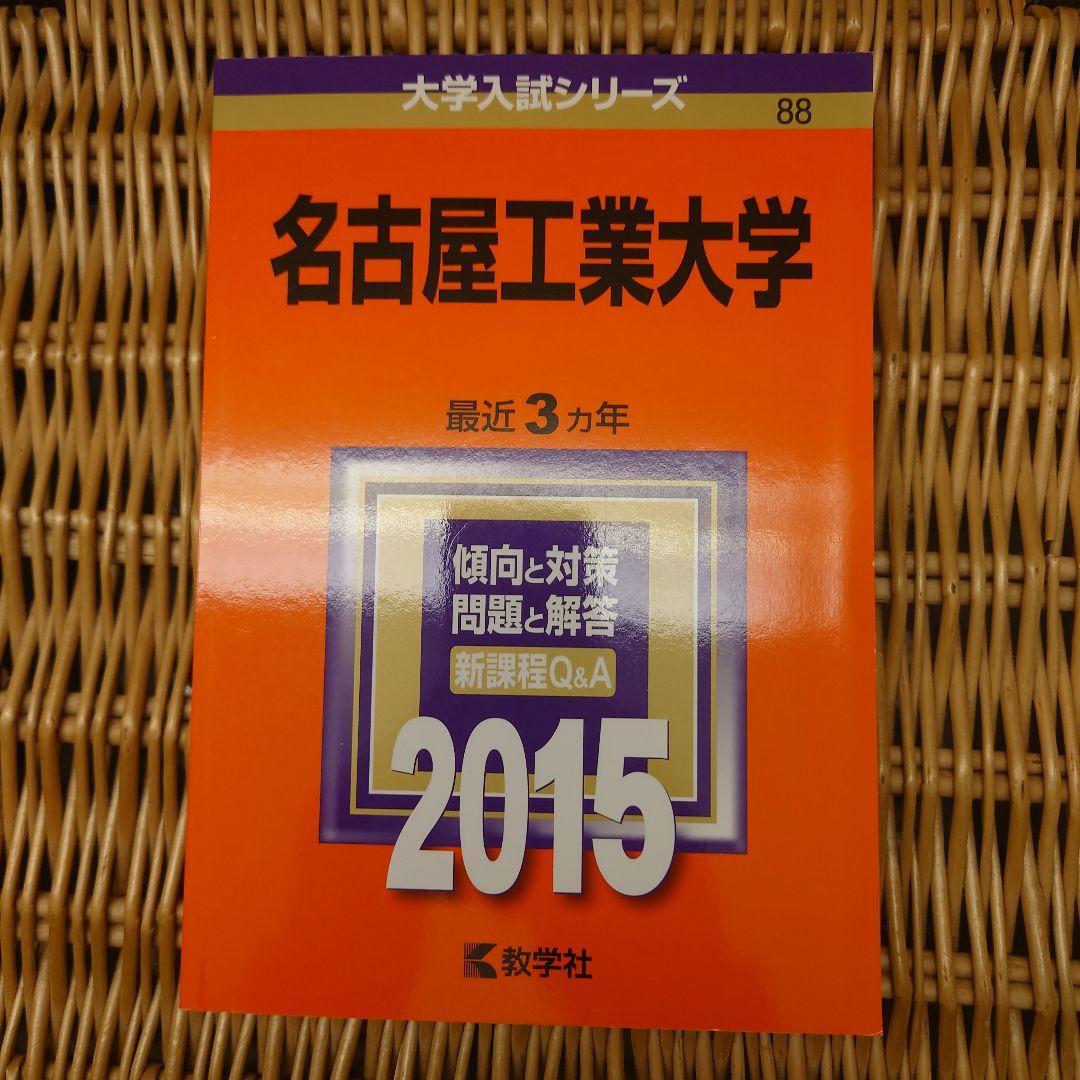 大学入試シリーズ
88
名古屋工業大学
最近3ヵ年
傾向と対策
問題と解答
新課程Q&A
2015
教学社